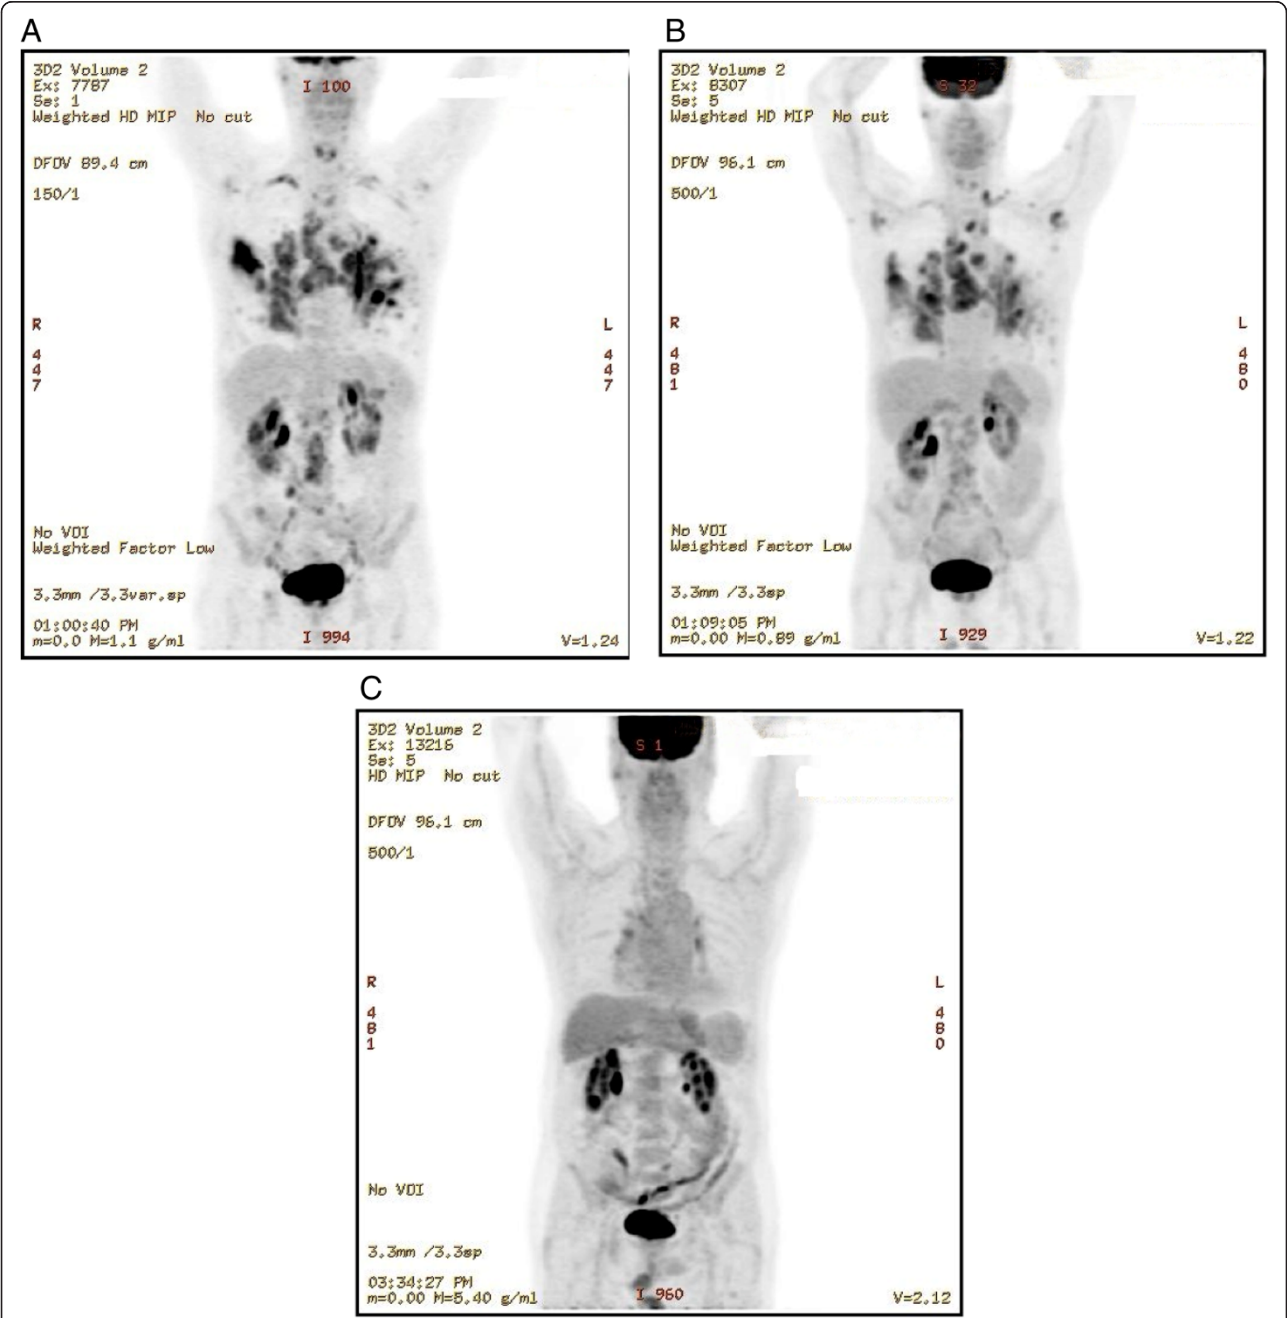 A
3D2 Volume 2
Ex: 7787
Se: 1
Weighted HD MIP No cut
I 100
DFOV 89.4 cm
150/1
R
L
4
4
7
4
4
7
No VOI
Weighted Factor Low
3.3mm /3.3var.sp
01:00:40 PM
m=0.0 M=1.1 g/ml
I 994
V=1.24
B
3D2 Volume 2
Ex: 8307
Se: 5
Weighted HD MIP No cut
S 32
DFOV 96.1 cm
500/1
R
L
4
8
1
4
8
0
No VOI
Weighted Factor Low
3.3mm /3.3sp
01:09:05 PM
m=0.00 M=0.89 g/ml
I 929
V=1.22
C
3D2 Volume 2
Ex: 13216
Se: 5
HD MIP No cut
S 1
DFOV 96.1 cm
500/1
R
L
4
8
1
4
8
0
No VOI
3.3mm /3.3sp
03:34:27 PM
m=0.00 M=5.40 g/ml
I 960
V=2.12